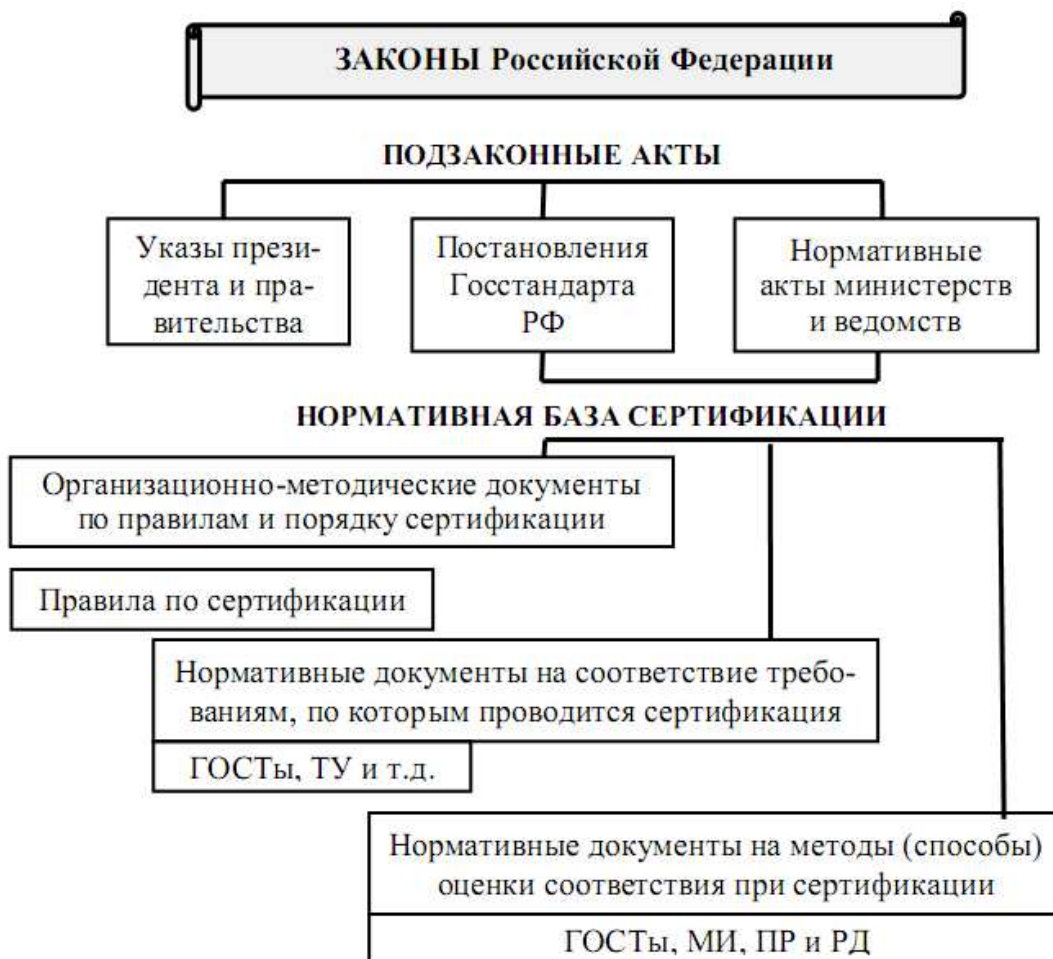 ЗАКОНЫ Российской Федерации
ПОДЗАКОННЫЕ АКТЫ
Указы прези-
дента и пра-
вительства
Постановления
Госстандарта
РФ
Нормативные
акты министерств
и ведомств
НОРМАТИВНАЯ БАЗА СЕРТИФИКАЦИИ
Организационно-методические документы
по правилам и порядку сертификации
Правила по сертификации
Нормативные документы на соответствие требо-
ваниям, по которым проводится сертификация
ГОСТы, ТУ и т.д.
Нормативные документы на методы (способы)
оценки соответствия при сертификации
ГОСТы, МИ, ПР и РД